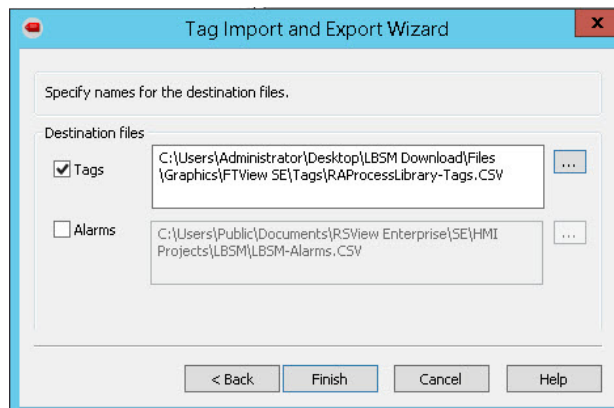 Tag Import and Export Wizard
x
Specify names for the destination files.
Destination files
Tags
C:\Users\Administrator\Desktop\LBSM Download\Files
\Graphics\FTView SE\Tags\RAProcessLibrary-Tags.CSV
...
Alarms
C:\Users\Public\Documents\RSView Enterprise\SE\HMI
Projects\LBSM\LBSM-Alarms.CSV
...
< Back Finish Cancel Help